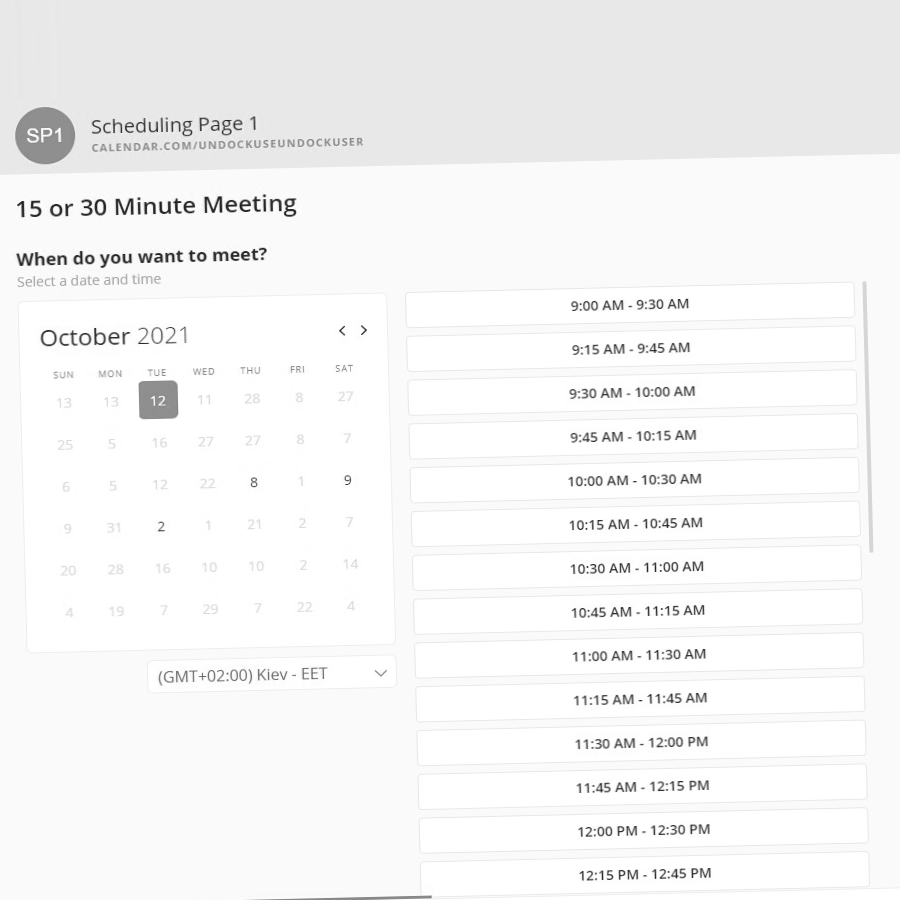 SP1
Scheduling Page 1
CALENDAR.COM/UNDOCKUSEUNDOCKUSER
15 or 30 Minute Meeting
When do you want to meet?
Select a date and time
October 2021
SUN MON TUE WED THU FRI SAT
13 13 12 11 28 8 27
25 5 16 27 27 8 7
6 5 12 22 8 1 9
9 31 2 1 21 2 7
20 28 16 10 10 2 14
4 19 7 29 7 22 4
(GMT+02:00) Kiev - EET
9:00 AM - 9:30 AM
9:15 AM - 9:45 AM
9:30 AM - 10:00 AM
9:45 AM - 10:15 AM
10:00 AM - 10:30 AM
10:15 AM - 10:45 AM
10:30 AM - 11:00 AM
10:45 AM - 11:15 AM
11:00 AM - 11:30 AM
11:15 AM - 11:45 AM
11:30 AM - 12:00 PM
11:45 AM - 12:15 PM
12:00 PM - 12:30 PM
12:15 PM - 12:45 PM